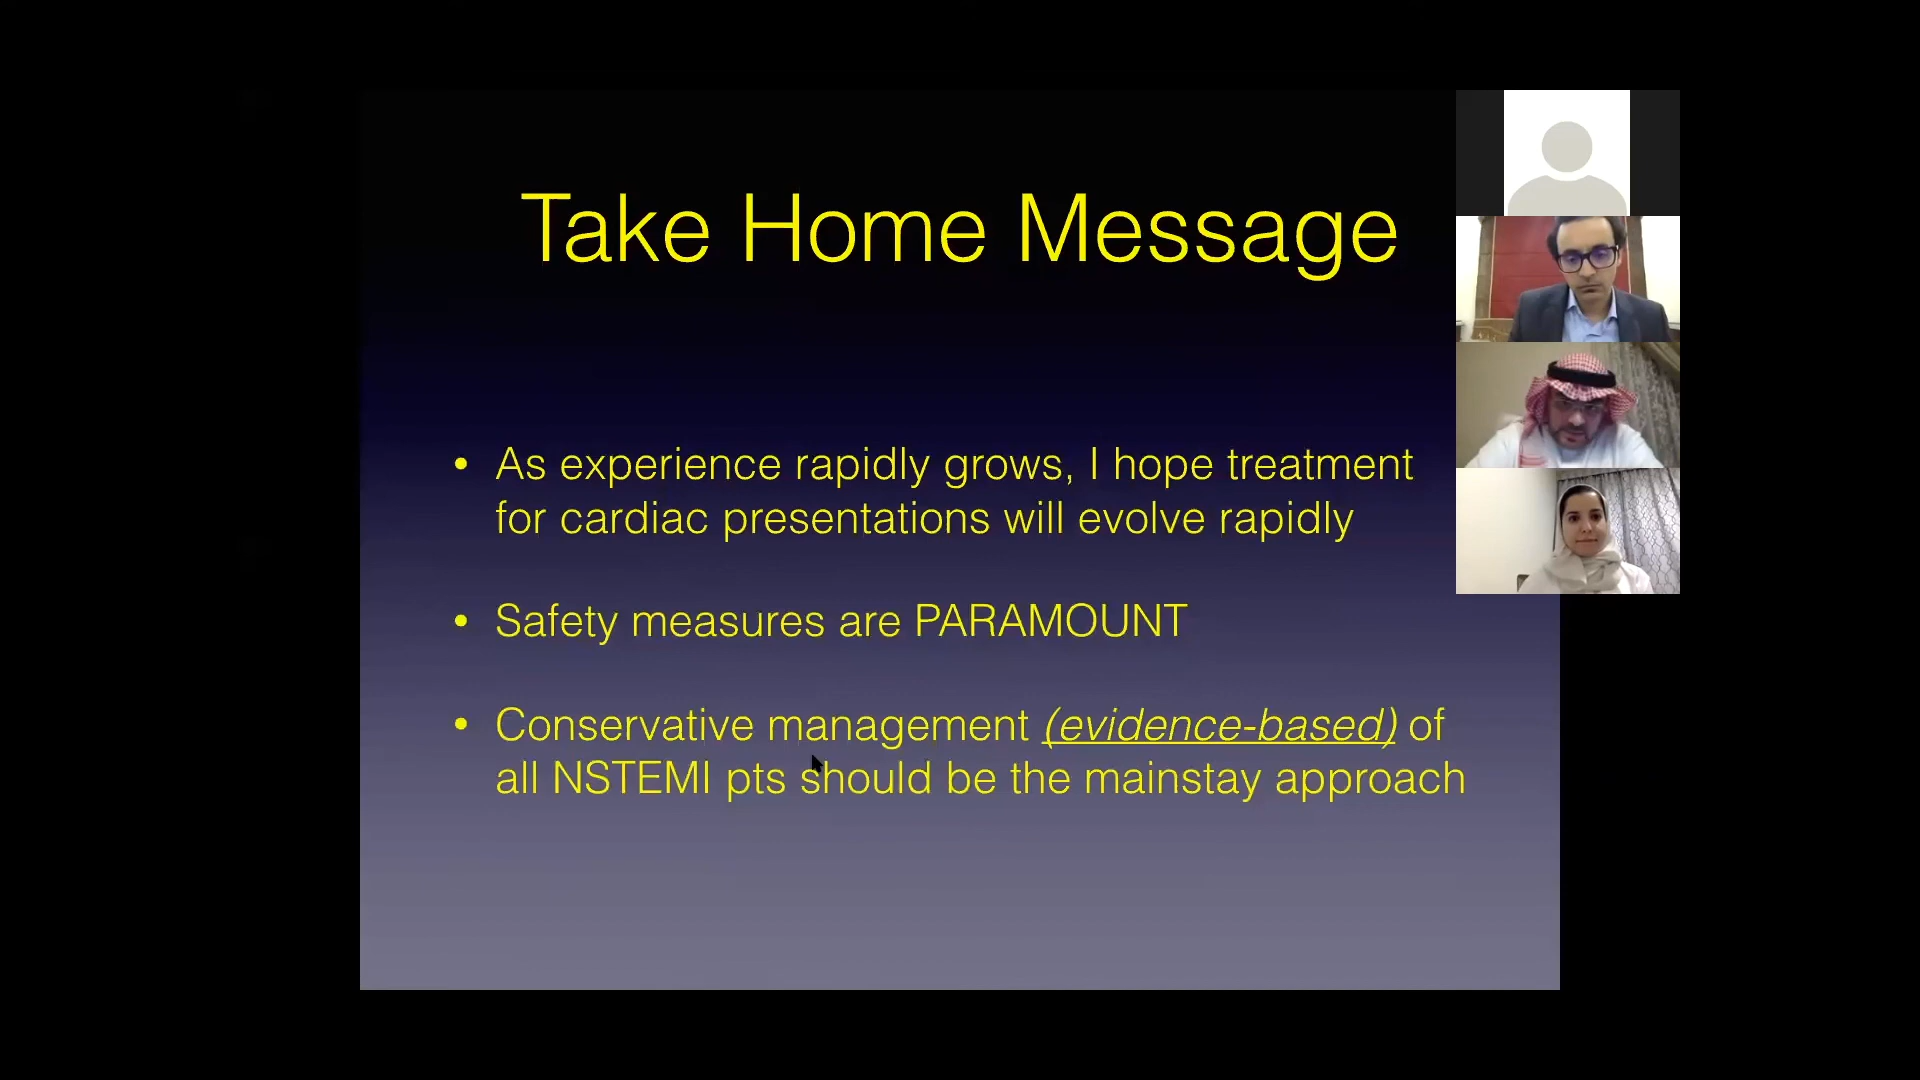 Take Home Message
• As experience rapidly grows, I hope treatment
for cardiac presentations will evolve rapidly
• Safety measures are PARAMOUNT
• Conservative management (evidence-based) of
all NSTEMI pts should be the mainstay approach